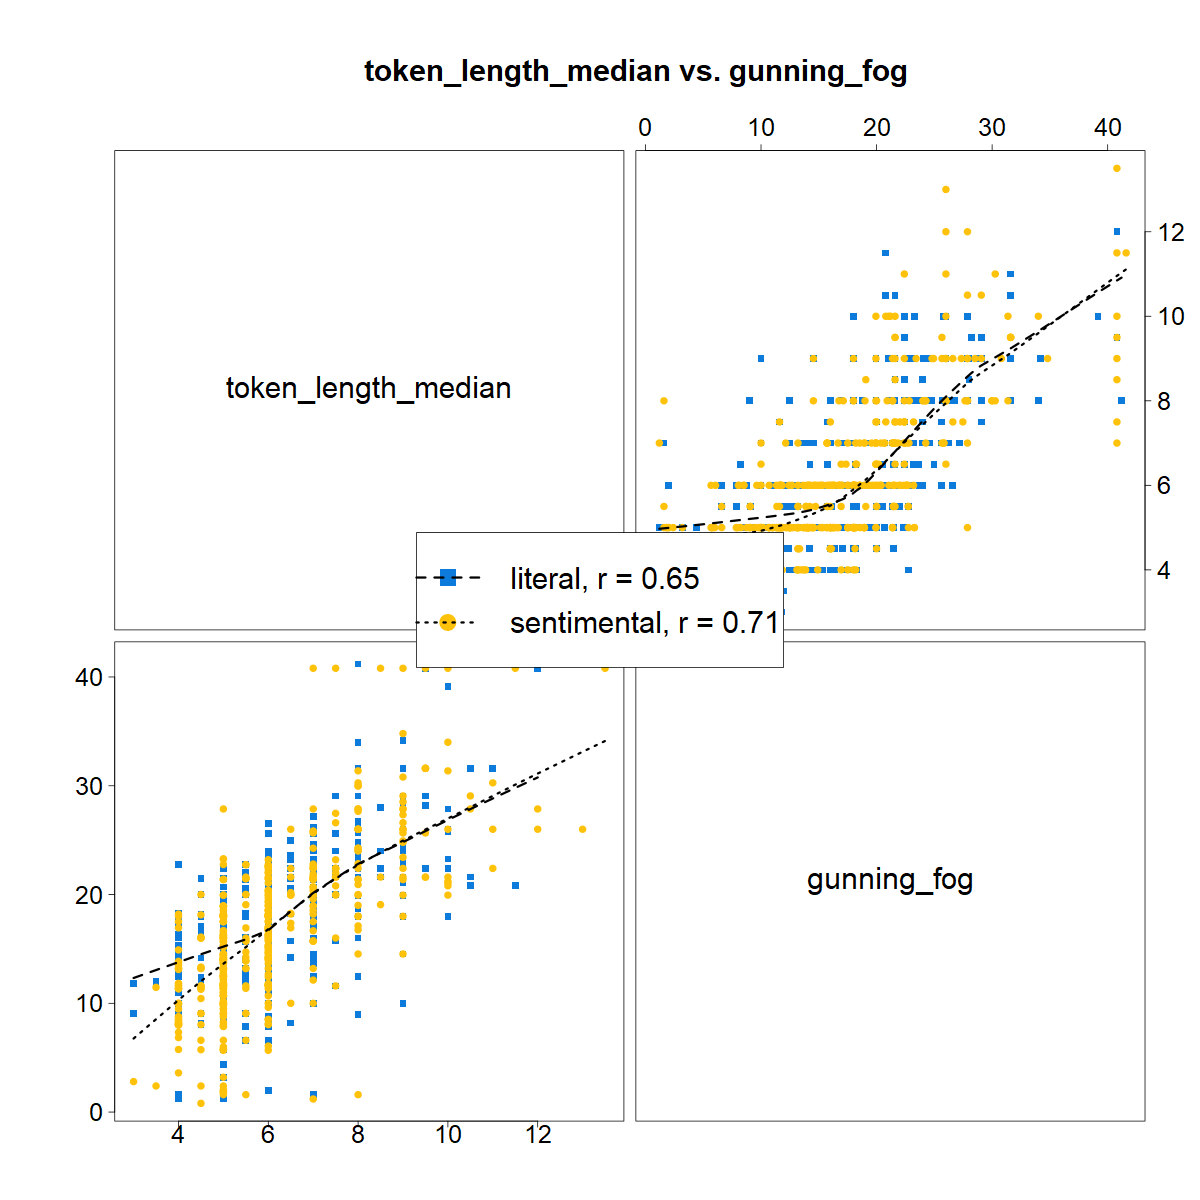 token_length_median vs. gunning_fog
0 10 20 30 40
token_length_median
12
10
8
6
4
literal, r = 0.65
sentimental, r = 0.71
40
30
20
10
0
gunning_fog
4 6 8 10 12